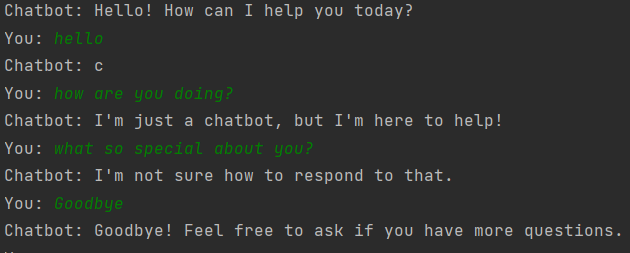 Chatbot: Hello! How can I help you today?
You: hello
Chatbot: c
You: how are you doing?
Chatbot: I'm just a chatbot, but I'm here to help!
You: what so special about you?
Chatbot: I'm not sure how to respond to that.
You: Goodbye
Chatbot: Goodbye! Feel free to ask if you have more questions.